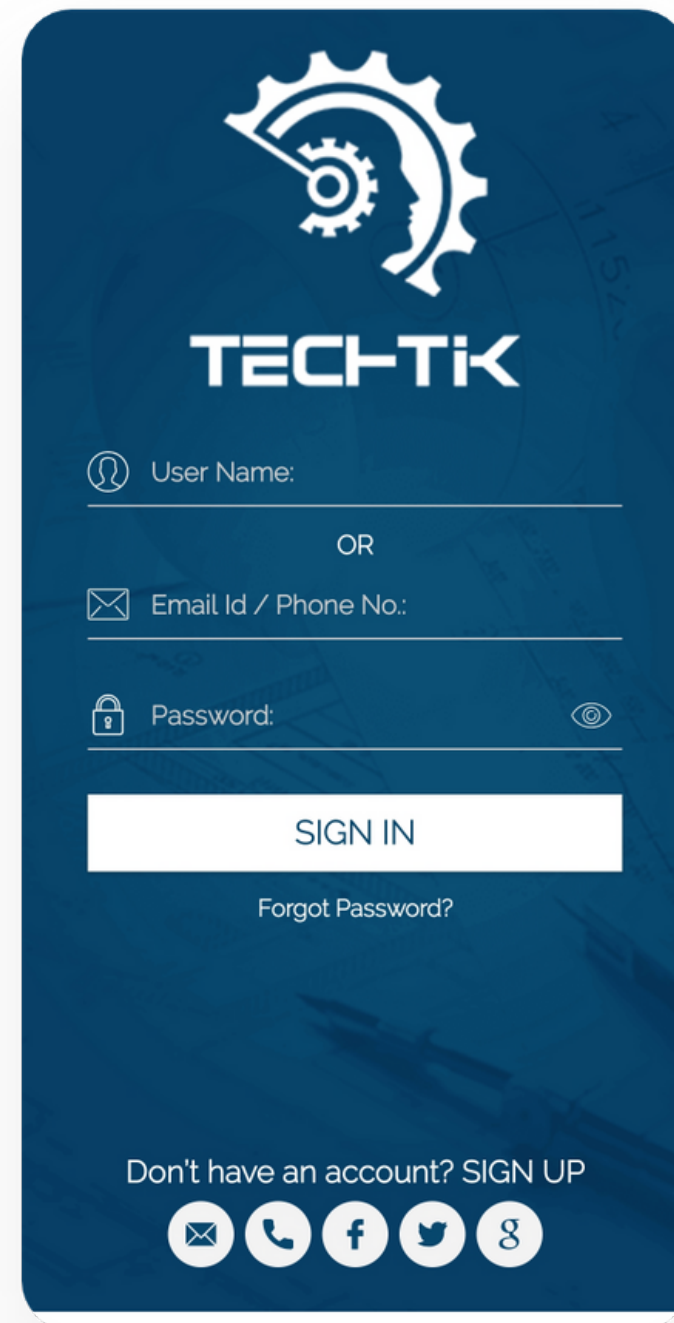 TECHTiK
User Name:
OR
Email Id / Phone No.:
Password:
SIGN IN
Forgot Password?
Don't have an account? SIGN UP
f g